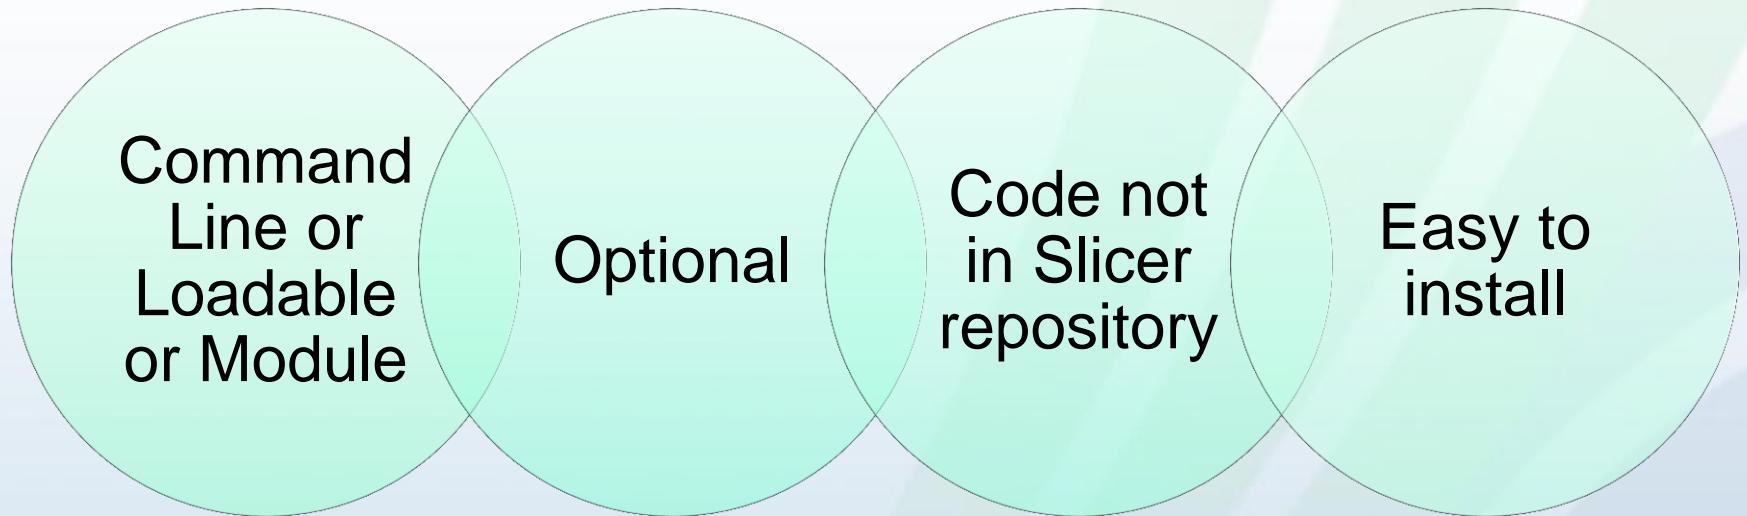 Command
Line or
Loadable
or Module
Optional
Code not
in Slicer
repository
Easy to
install